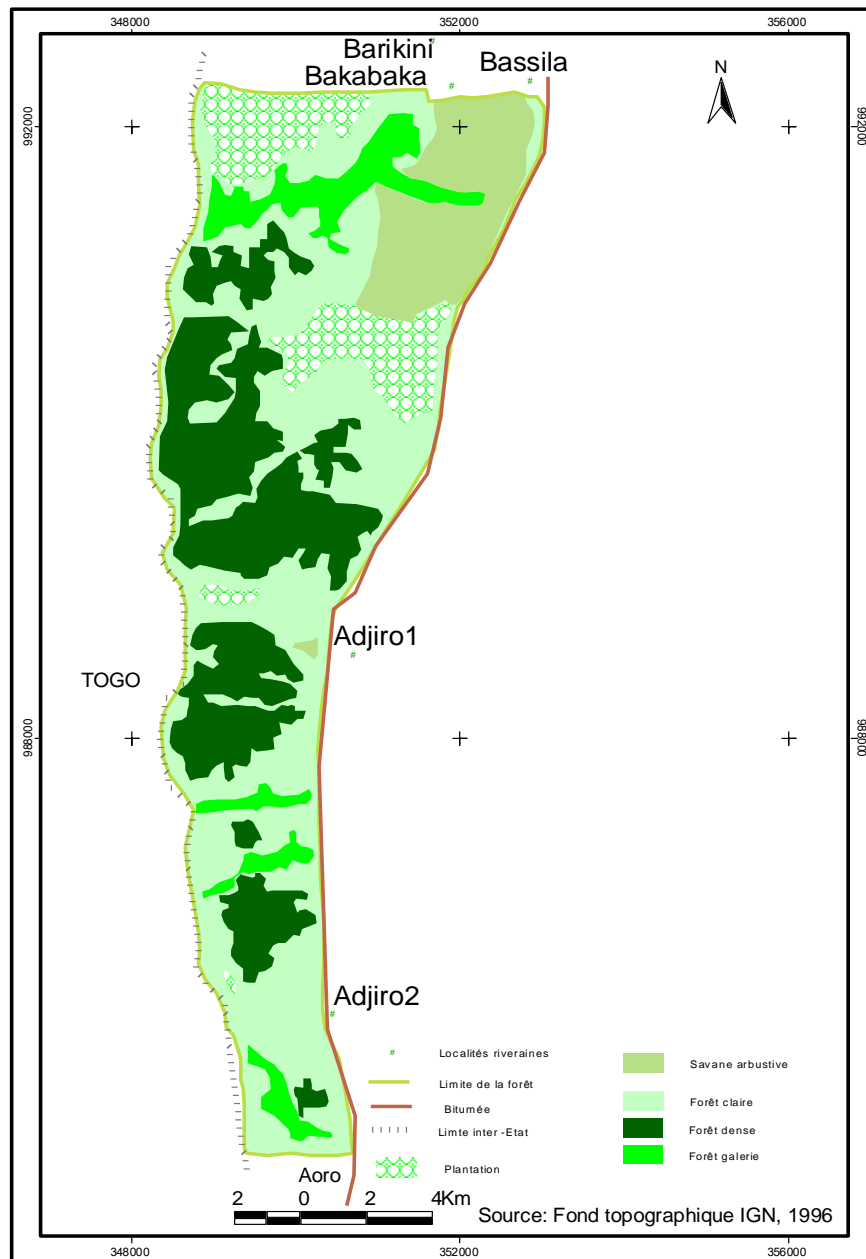 348000 352000 356000
Barikini
Bakabaka
Bassila
N
992000 992000
Adjiro1
TOGO
988000 988000
Adjiro2
# Localités riveraines
Limite de la forêt
Bitumée
Limte inter -Etat
Plantation
Savane arbustive
Forêt claire
Forêt dense
Forêt galerie
Aoro
2 0 2 4Km
Source: Fond topographique IGN, 1996
348000 352000 356000